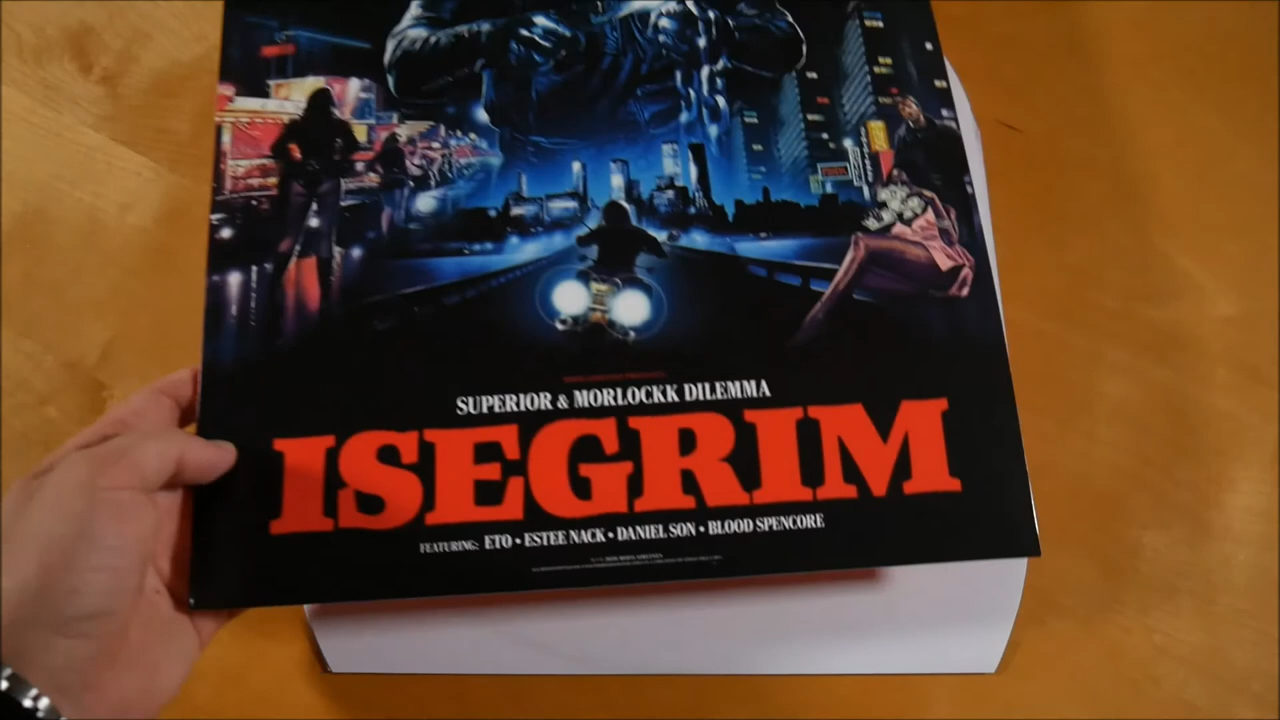 SUPERIOR & MORLOCKK DILEMMA
ISEGRIM
FEATURING: ETO • ESTEE NACK • DANIEL SON • BLOOD SPENCORE